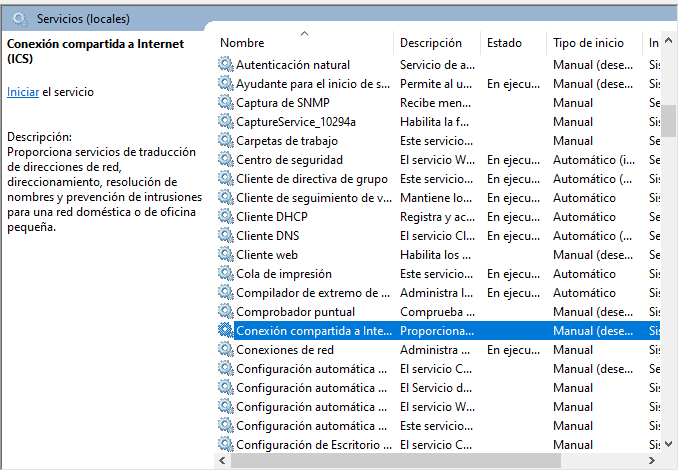 Servicios (locales)
Conexión compartida a Internet
(ICS)
Iniciar el servicio
Descripción:
Proporciona servicios de traducción
de direcciones de red,
direccionamiento, resolución de
nombres y prevención de intrusiones
para una red doméstica o de oficina
pequeña.
Nombre Descripción Estado Tipo de inicio In
Autenticación natural Servicio de a... Manual (dese... Sis
Ayudante para el inicio de s... Permite al u... En ejecu... Manual (dese... Sis
Captura de SNMP Recibe men... Manual Se
CaptureService_10294a Habilita la f... Manual Sis
Carpetas de trabajo Este servicio... Manual Se
Centro de seguridad El servicio W... En ejecu... Automático (i... Se
Cliente de directiva de grupo Este servicio... En ejecu... Automático (dese... Sis
Cliente de seguimiento de v... Mantiene lo... En ejecu... Automático Sis
Cliente DHCP Registra y ac... En ejecu... Automático Se
Cliente DNS El servicio Cl... En ejecu... Automático (... Se
Cliente web Habilita los ... Manual (dese... Se
Cola de impresión Este servicio... En ejecu... Automático Sis
Compilador de extremo de ... Administra l... En ejecu... Automático Sis
Comprobador puntual Comprueba ... Manual (dese... Sis
Conexión compartida a Inte... Proporciona... Manual (dese... Sis
Conexiones de red Administra ... En ejecu... Manual Sis
Configuración automática ... El servicio C... Manual (dese... Se
Configuración automática ... El Servicio d... Manual Sis
Configuración automática ... El servicio W... Manual Sis
Configuración automática ... Este servicio... Manual Sis
Configuración de Escritorio ... El servicio C... Manual Sis